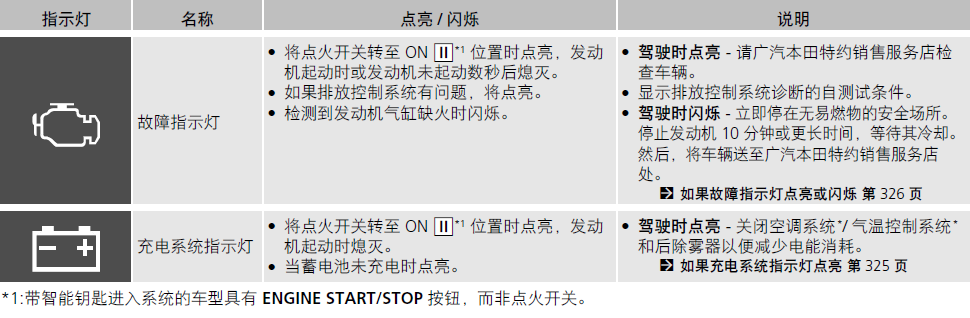 指示灯 名称 点亮 / 闪烁 说明
故障指示灯
• 将点火开关转至 ON II*1 位置时点亮，发动
机起动时或发动机未起动数秒后熄灭。
• 如果排放控制系统有问题，将点亮。
• 检测到发动机气缸缺火时闪烁。
• 驾驶时点亮 - 请广汽本田特约销售服务店检
查车辆。
• 显示排放控制系统诊断的自测试条件。
• 驾驶时闪烁 - 立即停在无易燃物的安全场所。
停止发动机 10 分钟或更长时间，等待其冷却。
然后，将车辆送至广汽本田特约销售服务店
处。
如果故障指示灯点亮或闪烁 第 326 页
充电系统指示灯
• 将点火开关转至 ON II*1 位置时点亮，发动
机起动时熄灭。
• 当蓄电池未充电时点亮。
• 驾驶时点亮 - 关闭空调系统*/ 气温控制系统*
和后除雾器以便减少电能消耗。
如果充电系统指示灯点亮 第 325 页
*1:带智能钥匙进入系统的车型具有 ENGINE START/STOP 按钮，而非点火开关。